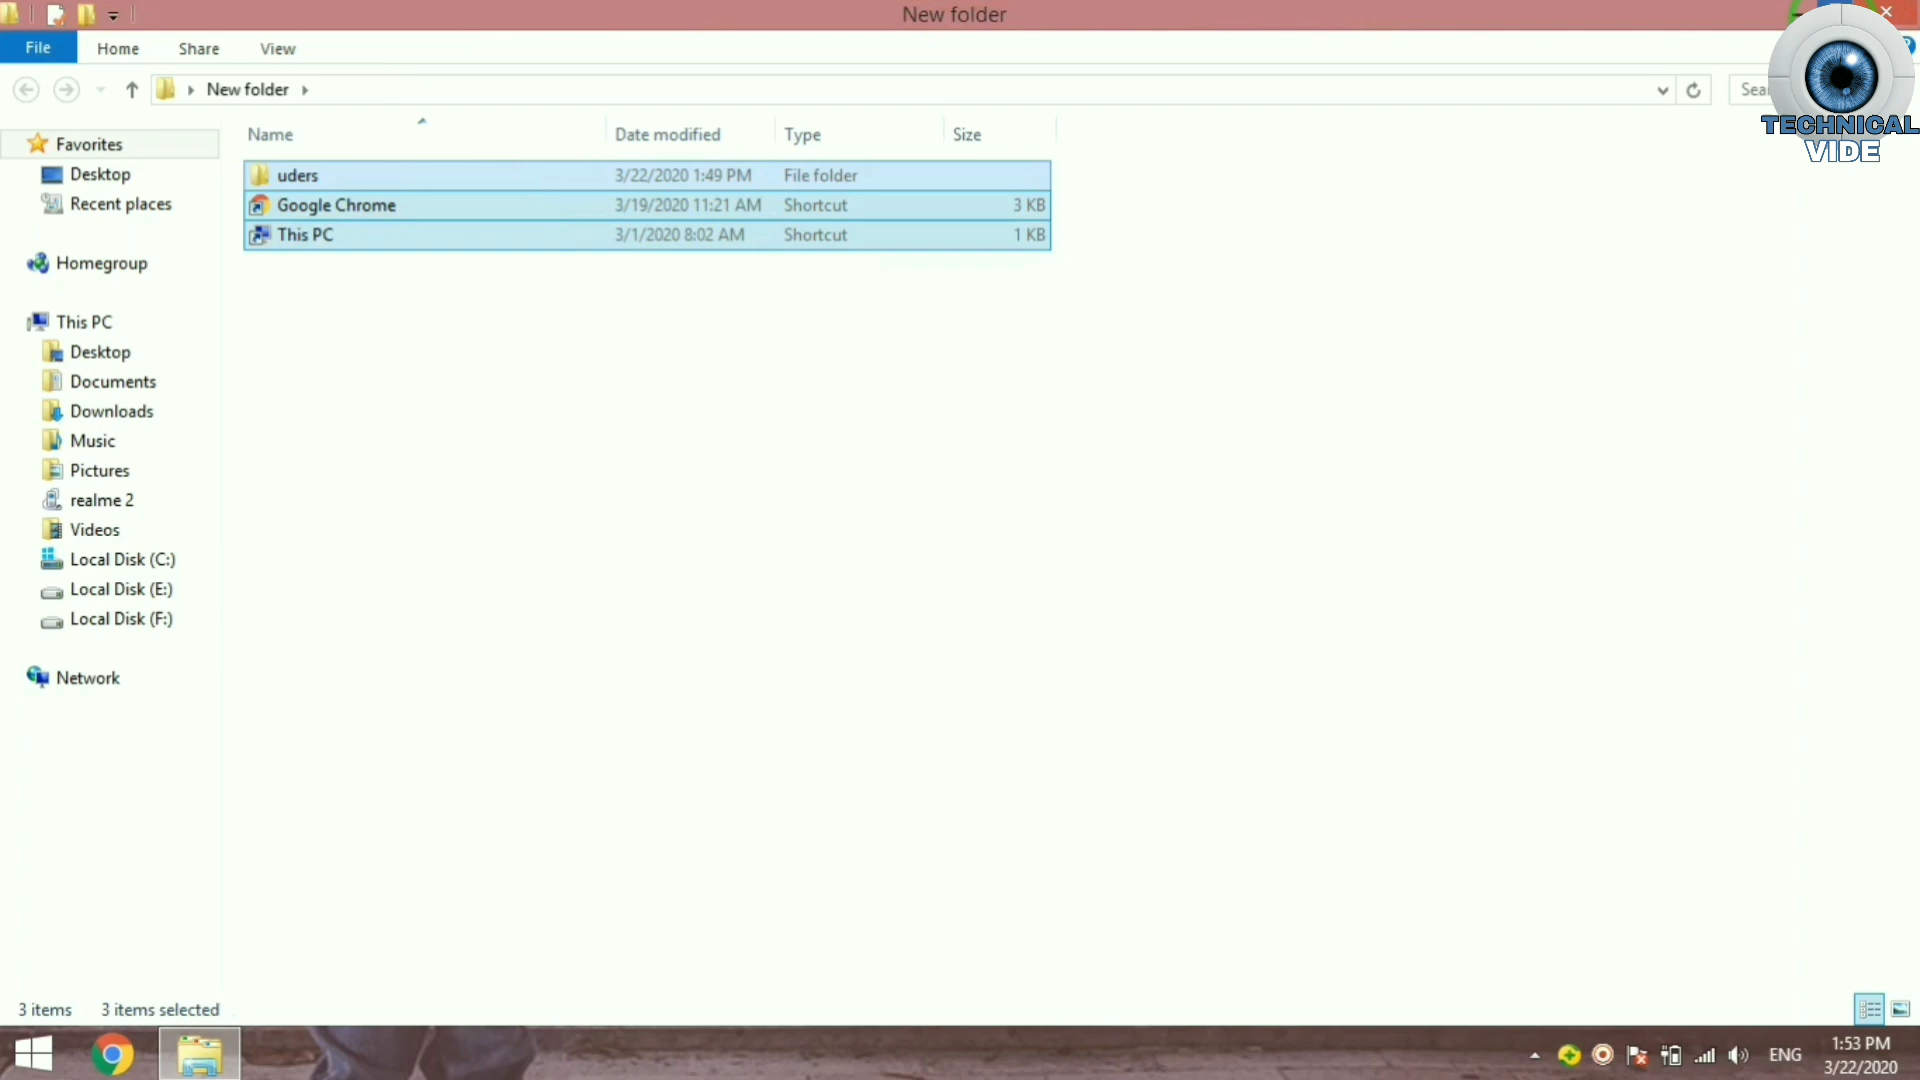 New folder
File Home Share View
New folder
Sea
TECHNICAL
VIDE
Name Date modified Type Size
Favorites
Desktop
Recent places
Homegroup
This PC
Desktop
Documents
Downloads
Music
Pictures
realme 2
Videos
Local Disk (C:)
Local Disk (E:)
Local Disk (F:)
Network
uders 3/22/2020 1:49 PM File folder
Google Chrome 3/19/2020 11:21 AM Shortcut 3 KB
This PC 3/1/2020 8:02 AM Shortcut 1 KB
3 items 3 items selected
ENG
1:53 PM
3/22/2020